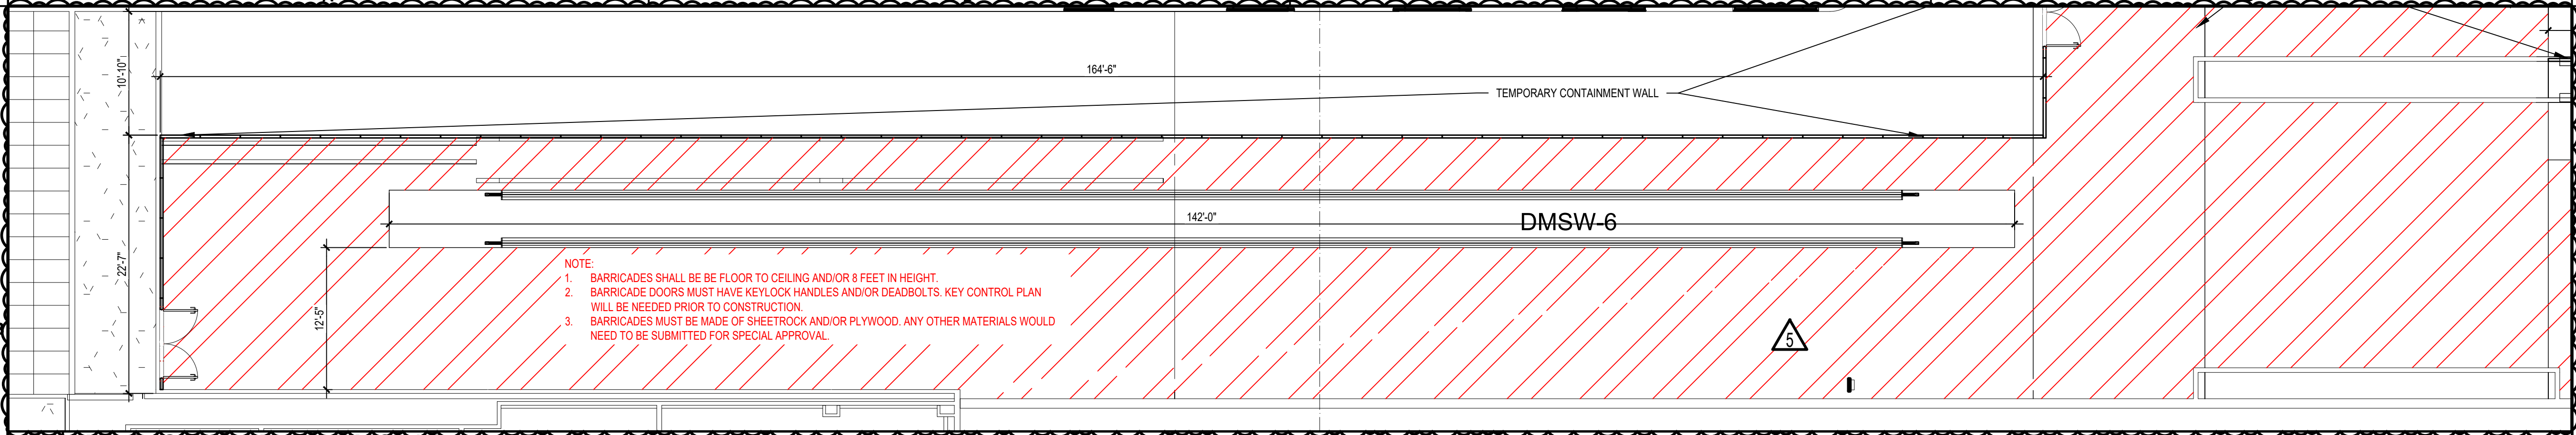 10'-10"
164'-6"
TEMPORARY CONTAINMENT WALL
142'-0"
DMSW-6
22'-7"
12'-5"
NOTE:
1. BARRICADES SHALL BE BE FLOOR TO CEILING AND/OR 8 FEET IN HEIGHT.
2. BARRICADE DOORS MUST HAVE KEYLOCK HANDLES AND/OR DEADBOLTS. KEY CONTROL PLAN
WILL BE NEEDED PRIOR TO CONSTRUCTION.
3. BARRICADES MUST BE MADE OF SHEETROCK AND/OR PLYWOOD. ANY OTHER MATERIALS WOULD
NEED TO BE SUBMITTED FOR SPECIAL APPROVAL.
5